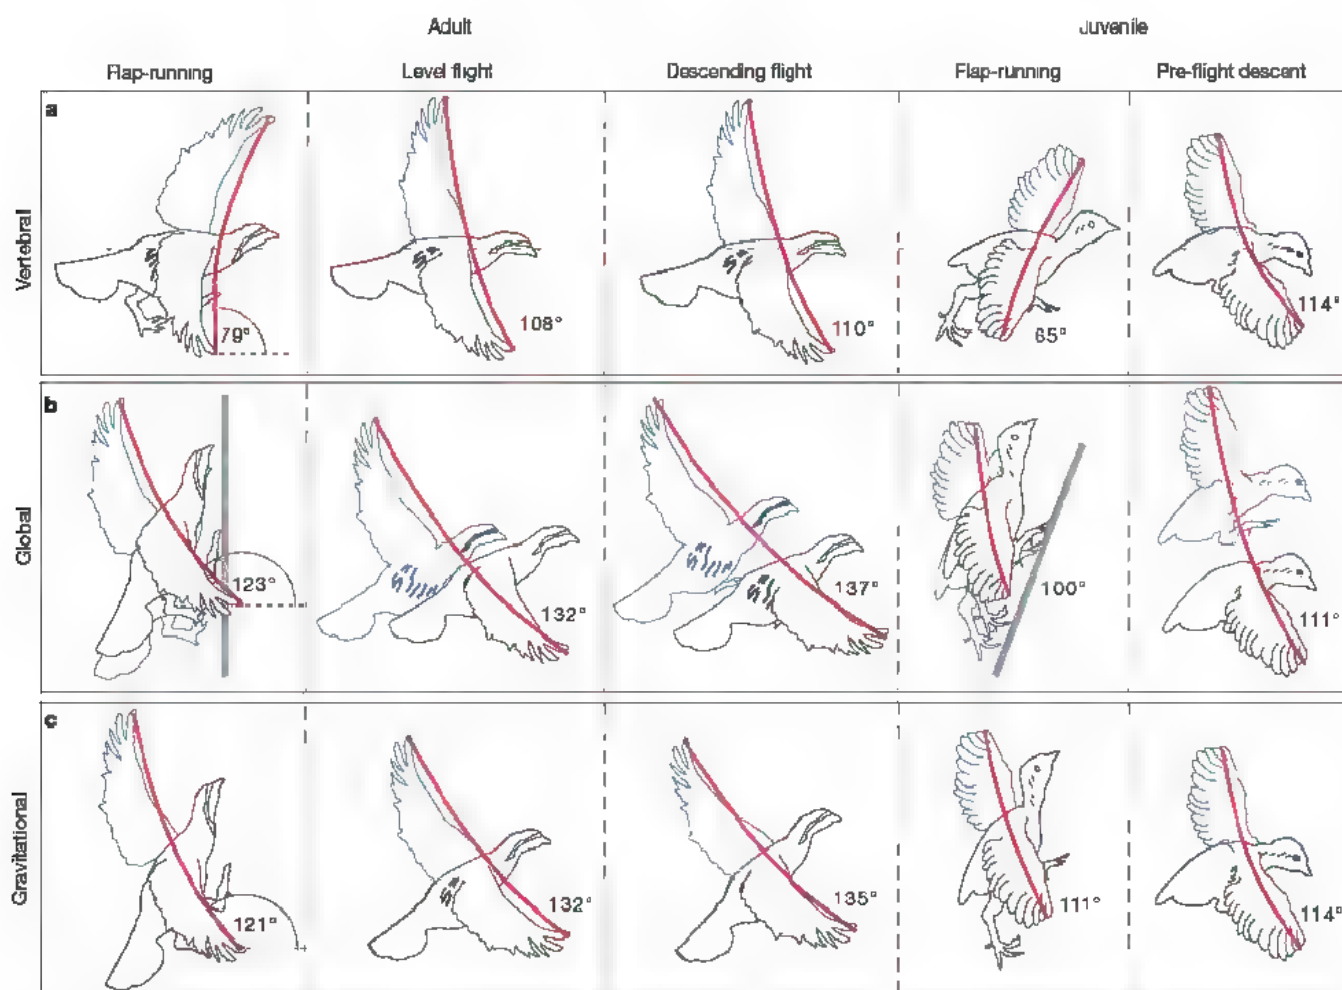 Adult Juvenile
Flap-running Level flight Descending flight Flap-running Pre-flight descent
a
Vertebral
79° 108° 110° 65° 114°
b
Global
123° 132° 137° 100° 111°
c
Gravitational
121° 132° 135° 111° 114°